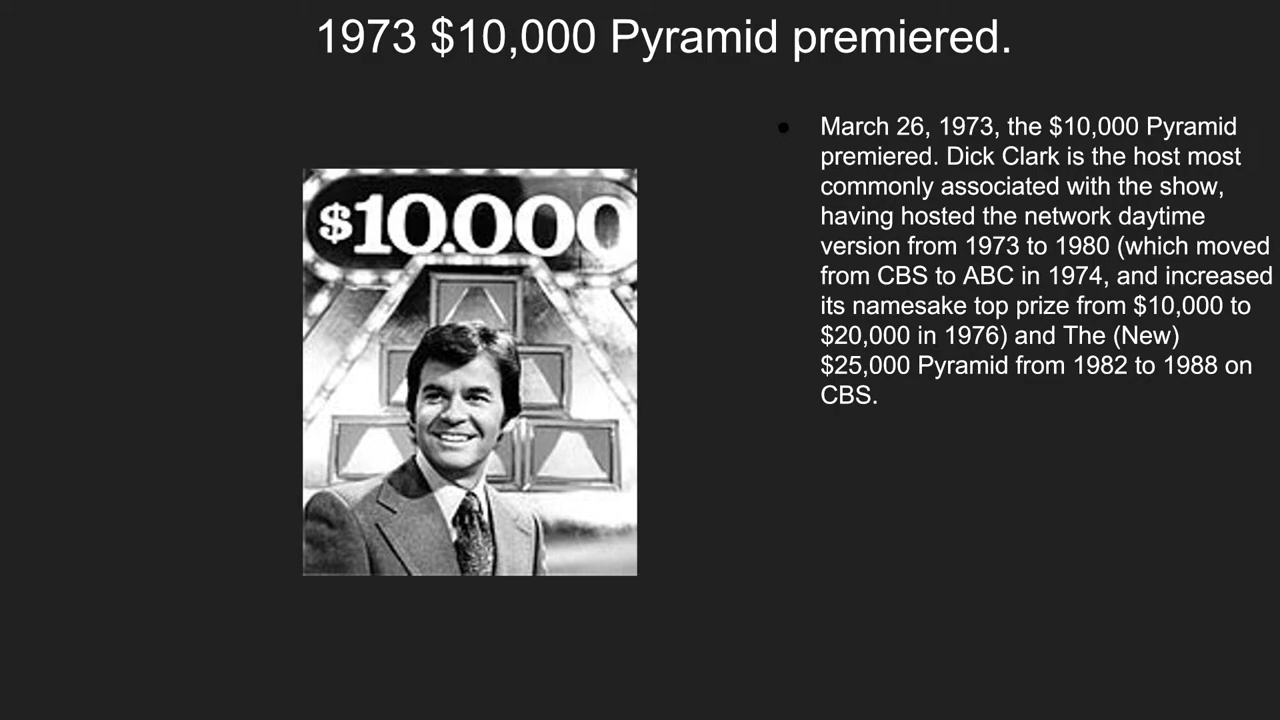 1973 $10,000 Pyramid premiered.
$10.000
March 26, 1973, the $10,000 Pyramid
premiered. Dick Clark is the host most
commonly associated with the show,
having hosted the network daytime
version from 1973 to 1980 (which moved
from CBS to ABC in 1974, and increased
its namesake top prize from $10,000 to
$20,000 in 1976) and The (New)
$25,000 Pyramid from 1982 to 1988 on
CBS.